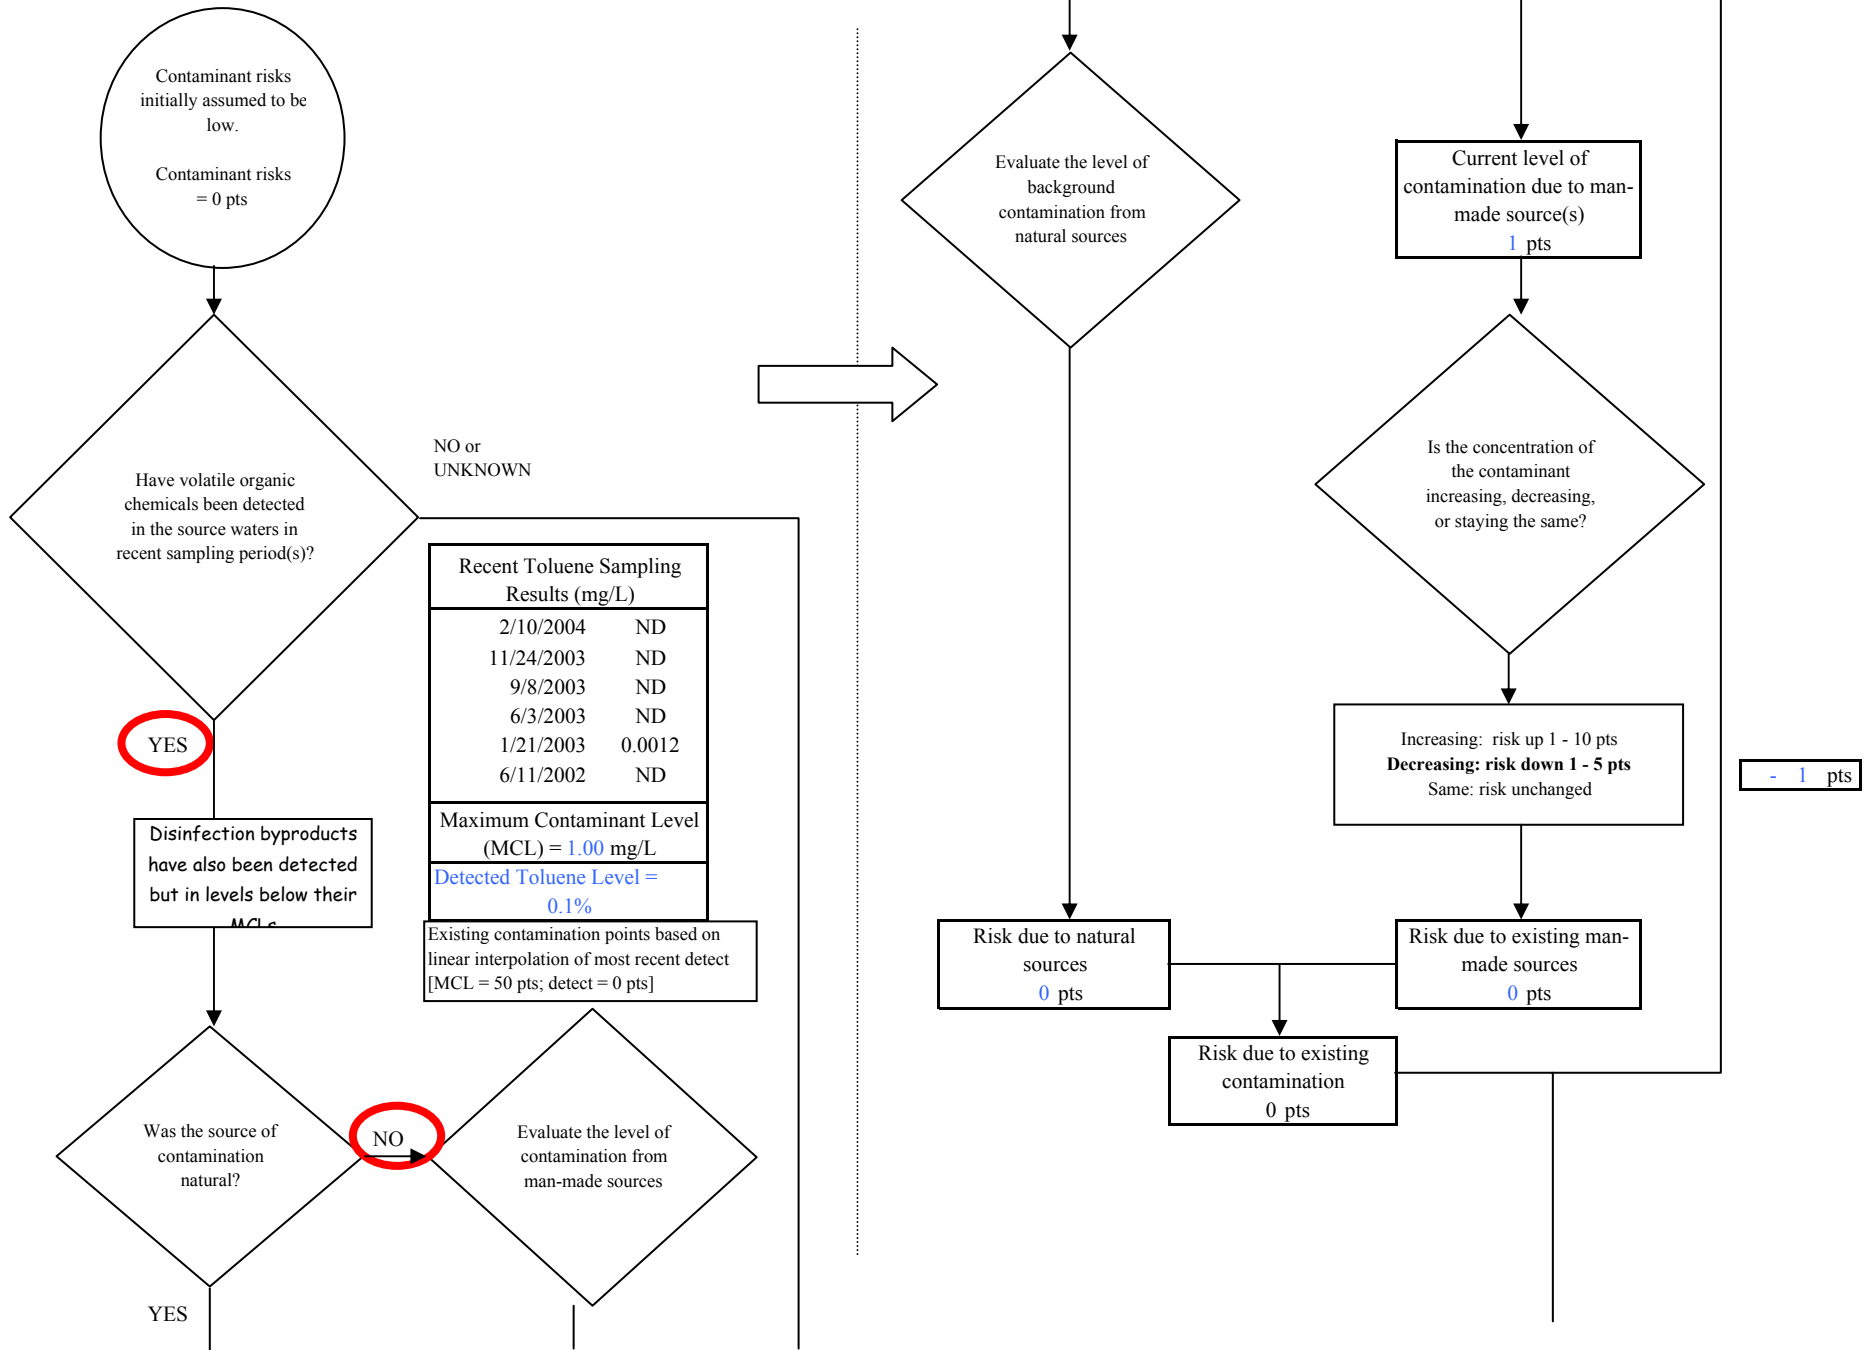 Contaminant risks
initially assumed to be
low.
Contaminant risks
= 0 pts
Have volatile organic
chemicals been detected
in the source waters in
recent sampling period(s)?
NO or
UNKNOWN
YES
Recent Toluene Sampling
Results (mg/L)
2/10/2004 ND
11/24/2003 ND
9/8/2003 ND
6/3/2003 ND
1/21/2003 0.0012
6/11/2002 ND
Maximum Contaminant Level
(MCL) = 1.00 mg/L
Detected Toluene Level =
0.1%
Existing contamination points based on
linear interpolation of most recent detect
[MCL = 50 pts; detect = 0 pts]
Disinfection byproducts
have also been detected
but in levels below their
MCLs
Was the source of
contamination
natural?
NO
Evaluate the level of
contamination from
man-made sources
YES
Evaluate the level of
background
contamination from
natural sources
Current level of
contamination due to man-
made source(s)
1 pts
Is the concentration of
the contaminant
increasing, decreasing,
or staying the same?
Increasing: risk up 1 - 10 pts
Decreasing: risk down 1 - 5 pts
Same: risk unchanged
- 1 pts
Risk due to natural
sources
0 pts
Risk due to existing man-
made sources
0 pts
Risk due to existing
contamination
0 pts